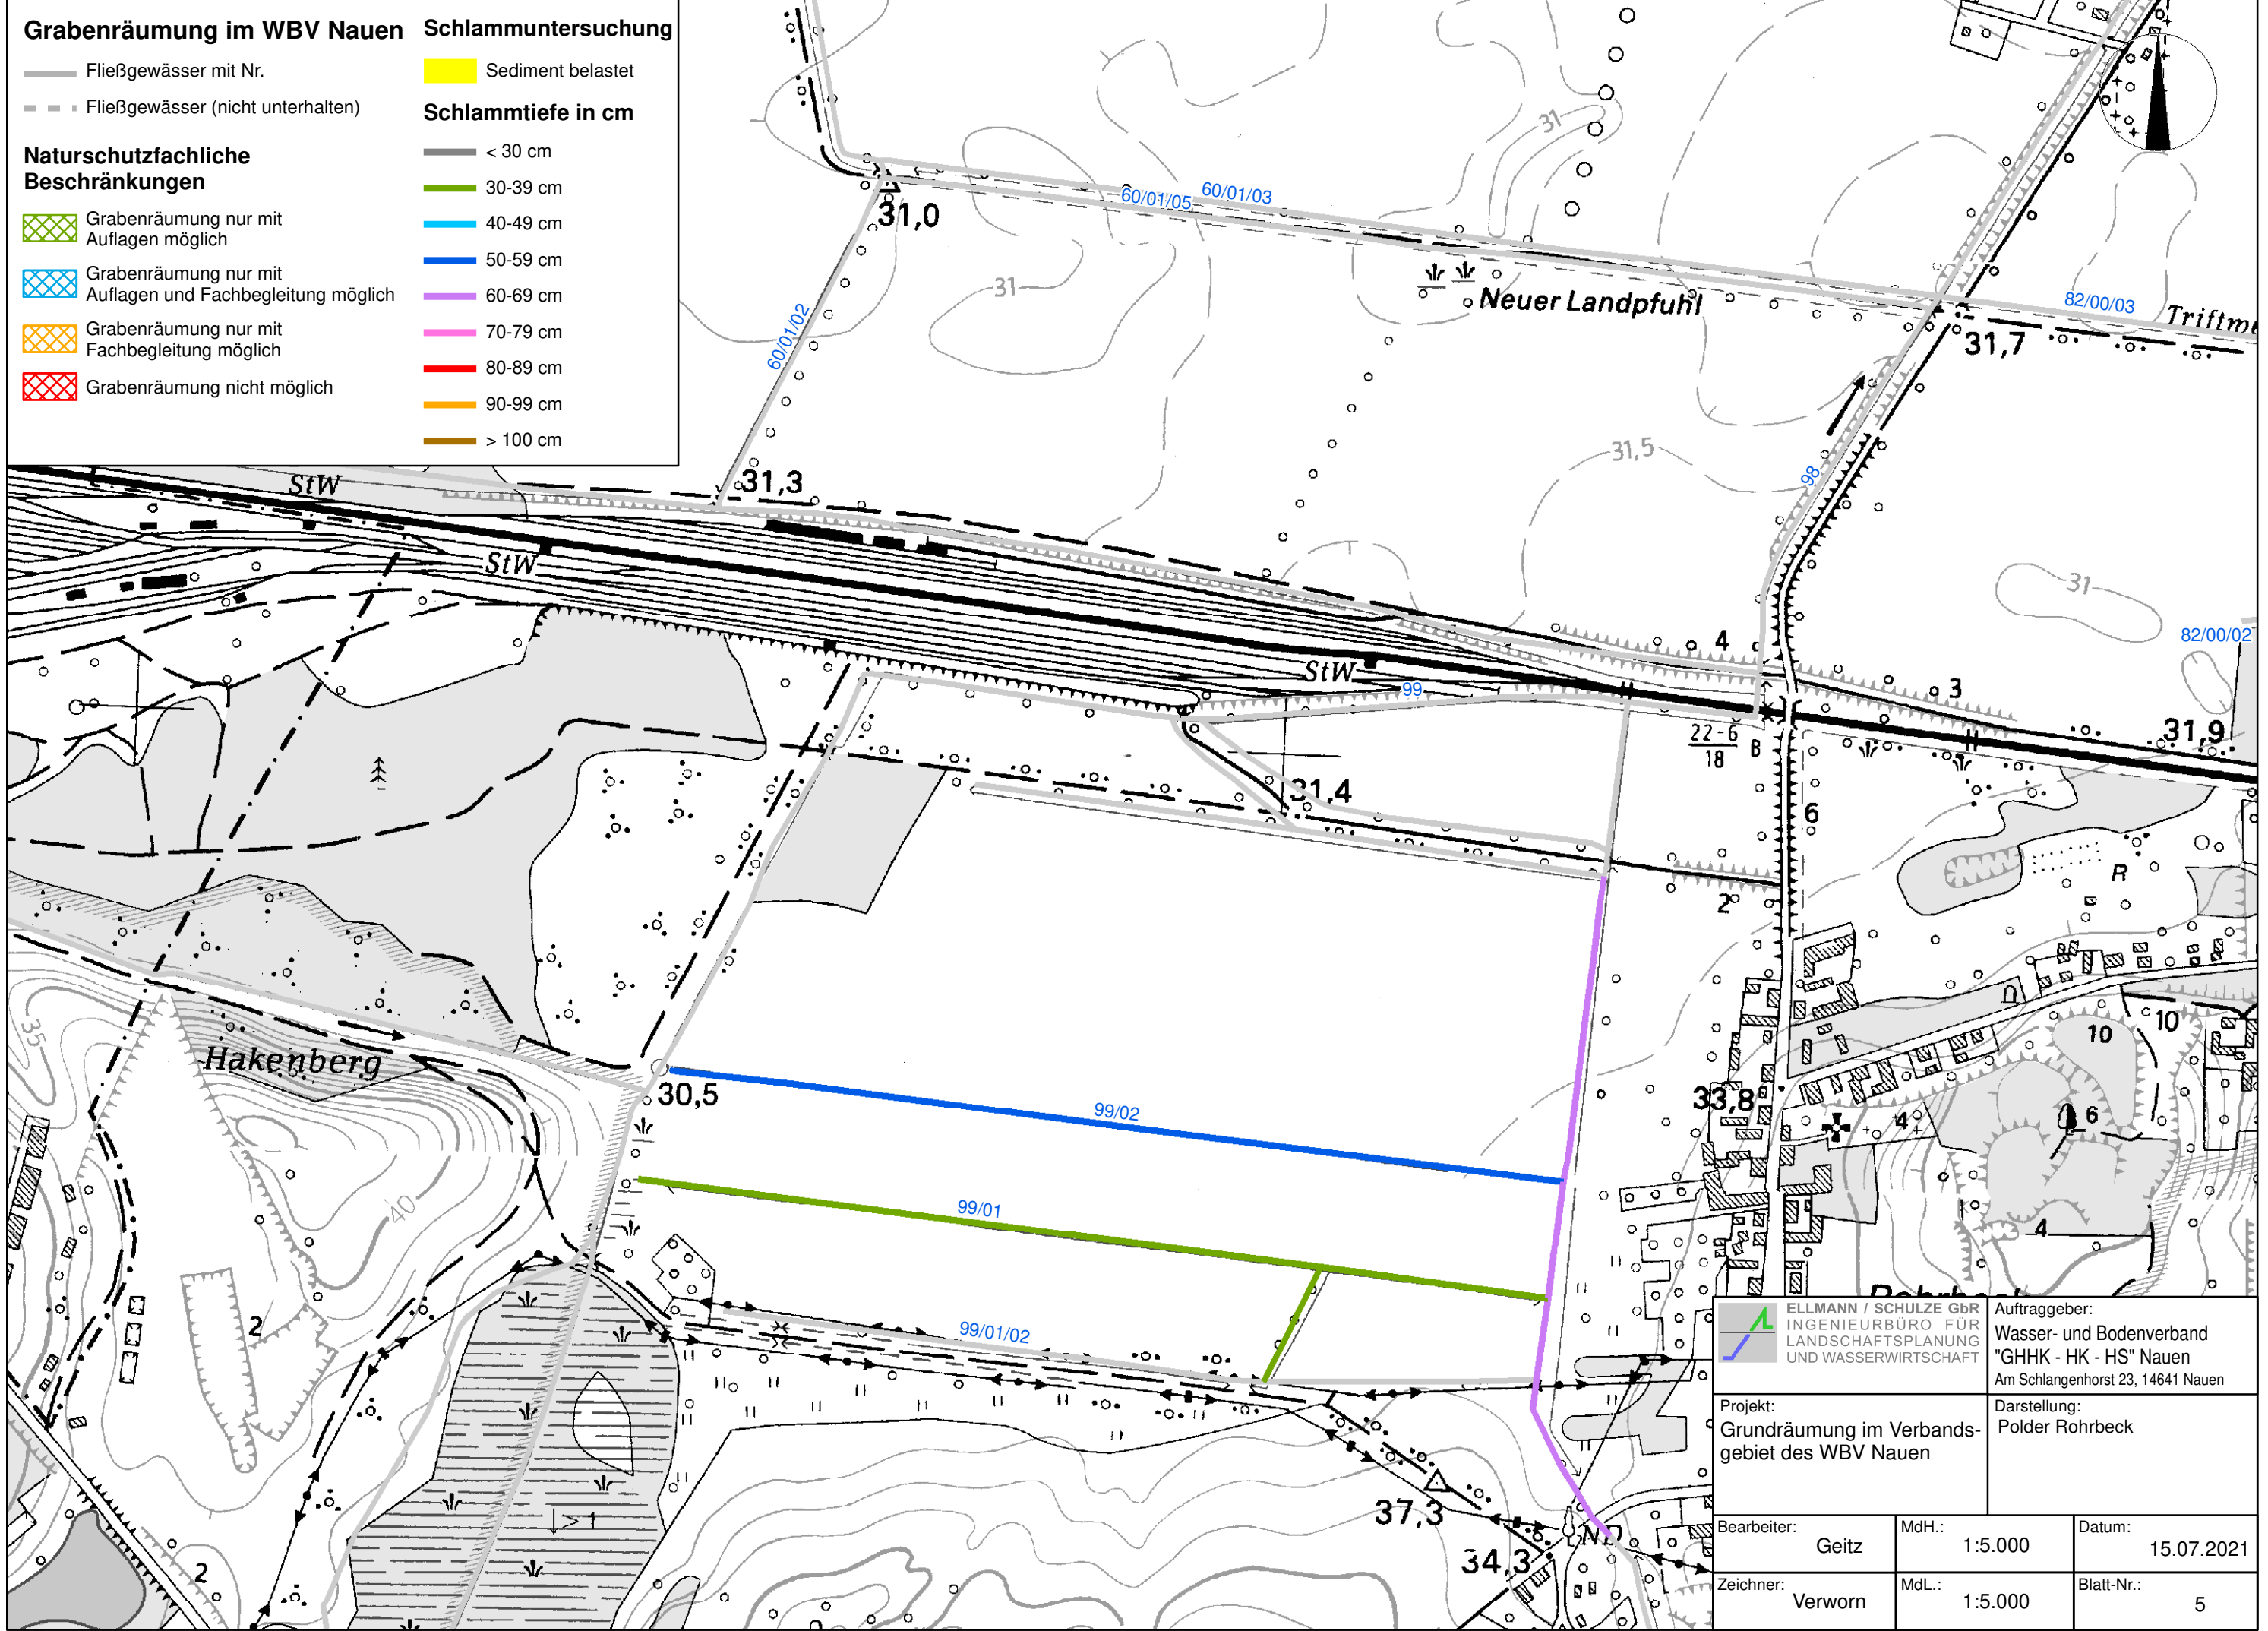 Grabenräumung im WBV Nauen
Fließgewässer mit Nr.
Fließgewässer (nicht unterhalten)
Naturschutzfachliche
Beschränkungen
Grabenräumung nur mit
Auflagen möglich
Grabenräumung nur mit
Auflagen und Fachbegleitung möglich
Grabenräumung nur mit
Fachbegleitung möglich
Grabenräumung nicht möglich
Schlammuntersuchung
Sediment belastet
Schlammtiefe in cm
< 30 cm
30-39 cm
40-49 cm
50-59 cm
60-69 cm
70-79 cm
80-89 cm
90-99 cm
> 100 cm
31
60/01/05
60/01/03
31,0
31
Neuer Landpfuhl
82/00/03
31,7
60/01/02
31,5
98
31,3
StW
StW
31
82/00/02
4
StW
99
3
22-6
18
B
31,9
31,4
6
R
2
35
Hakenberg
30,5
10
10
33,8
4
6
99/02
40
99/01
4
2
99/01/02
37,3
1
ND
34,3
2
ELLMANN / SCHULZE GbR
INGENIEURBÜRO FÜR
LANDSCHAFTSPLANUNG
UND WASSERWIRTSCHAFT
Auftraggeber:
Wasser- und Bodenverband
"GHHK - HK - HS" Nauen
Am Schlangenhorst 23, 14641 Nauen
Projekt:
Grundräumung im Verbands-
gebiet des WBV Nauen
Darstellung:
Polder Rohrbeck
Bearbeiter:
Geitz
MdH.:
1:5.000
Datum:
15.07.2021
Zeichner:
Verworn
MdL.:
1:5.000
Blatt-Nr.:
5